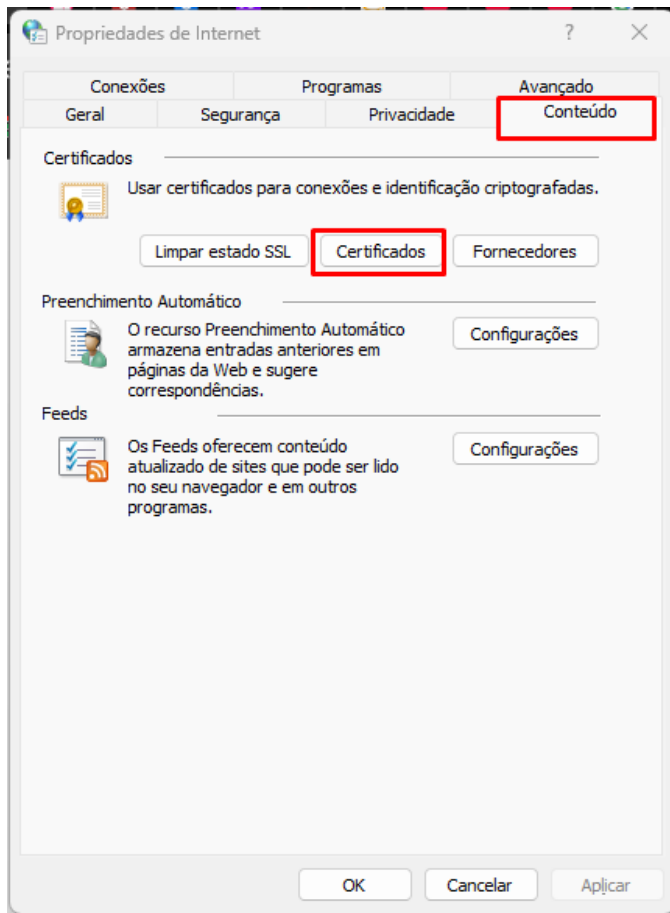 Propriedades de Internet ?
Conexões Programas Avançado
Geral Segurança Privacidade Conteúdo
Certificados
Usar certificados para conexões e identificação criptografadas.
Limpar estado SSL Certificados Fornecedores
Preenchimento Automático
O recurso Preenchimento Automático
armazena entradas anteriores em
páginas da Web e sugere
correspondências.
Configurações
Feeds
Os Feeds oferecem conteúdo
atualizado de sites que pode ser lido
no seu navegador e em outros
programas.
Configurações
OK Cancelar Aplicar